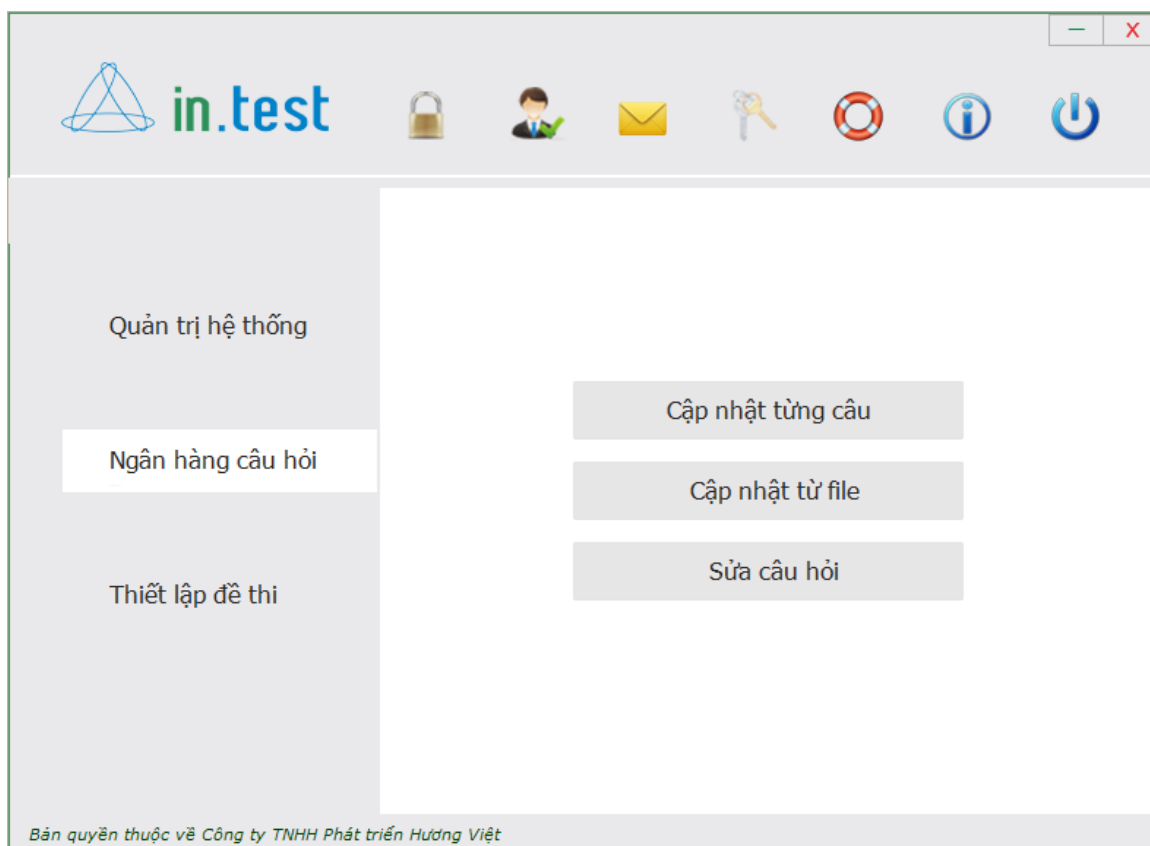 X
in.test
Quản trị hệ thống
Ngân hàng câu hỏi
Thiết lập đề thi
Cập nhật từng câu
Cập nhật từ file
Sửa câu hỏi
Bản quyền thuộc về Công ty TNHH Phát triển Hương Việt